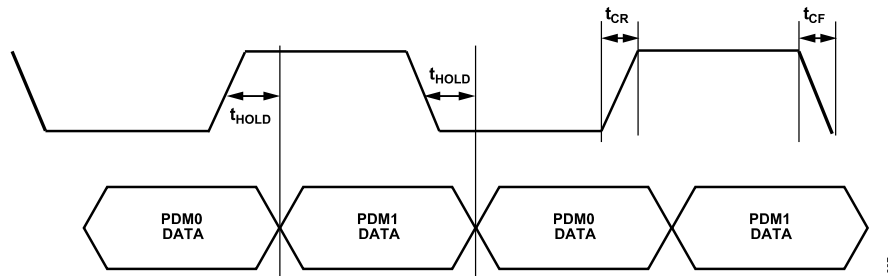 tCR
tCF
tHOLD
tHOLD
PDM0
DATA
PDM1
DATA
PDM0
DATA
PDM1
DATA